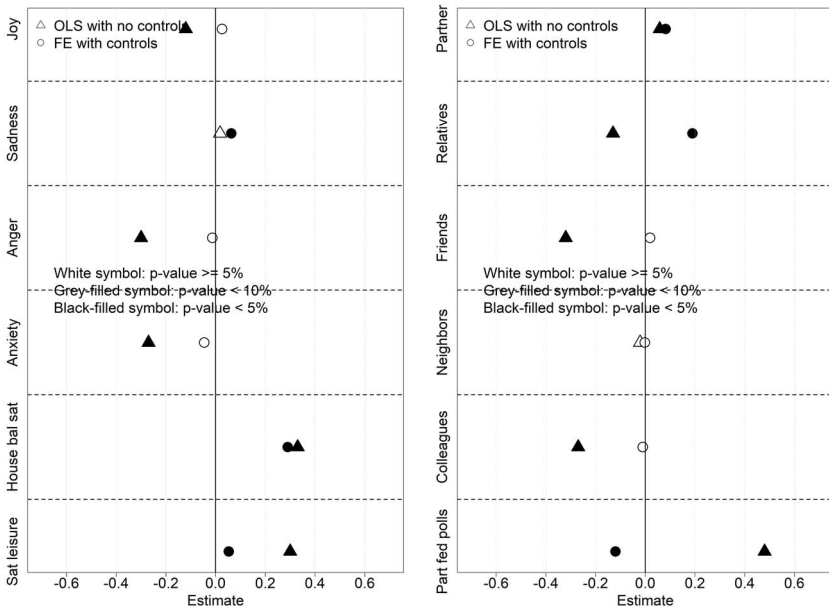 △ OLS with no controls
○ FE with controls
Joy
Sadness
Anger
White symbol: p-value >= 5%
Grey-filled symbol: p-value < 10%
Black-filled symbol: p-value < 5%
Anxiety
House bal sat
Sat leisure
-0.6 -0.4 -0.2 0.0 0.2 0.4 0.6
Estimate
△ OLS with no controls
○ FE with controls
Partner
Relatives
Friends
White symbol: p-value >= 5%
Grey-filled symbol: p-value < 10%
Black-filled symbol: p-value < 5%
Neighbors
Colleagues
Part fed polls
-0.6 -0.4 -0.2 0.0 0.2 0.4 0.6
Estimate